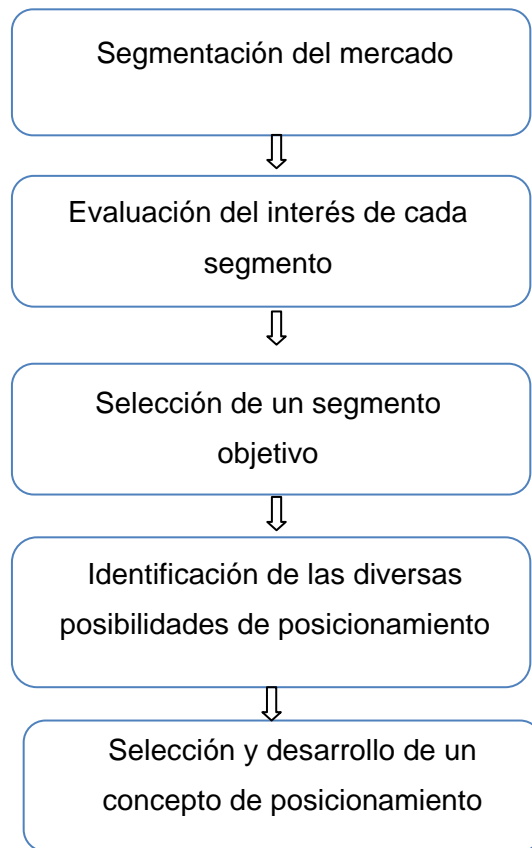 Segmentación del mercado
Evaluación del interés de cada
segmento
Selección de un segmento
objetivo
Identificación de las diversas
posibilidades de posicionamiento
Selección y desarrollo de un
concepto de posicionamiento